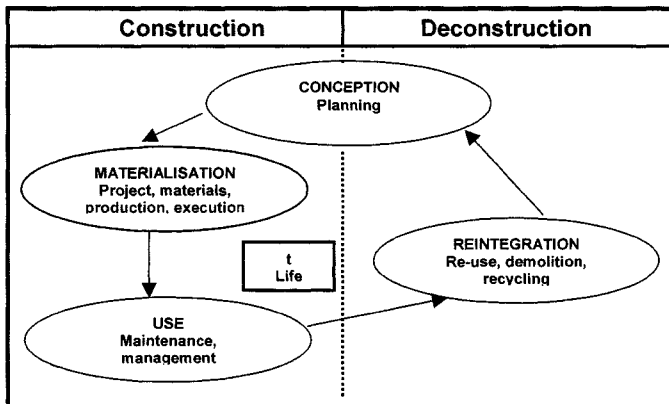 Construction
Deconstruction
CONCEPTION
Planning
MATERIALISATION
Project, materials,
production, execution
t
Life
REINTEGRATION
Re-use, demolition,
recycling
USE
Maintenance,
management